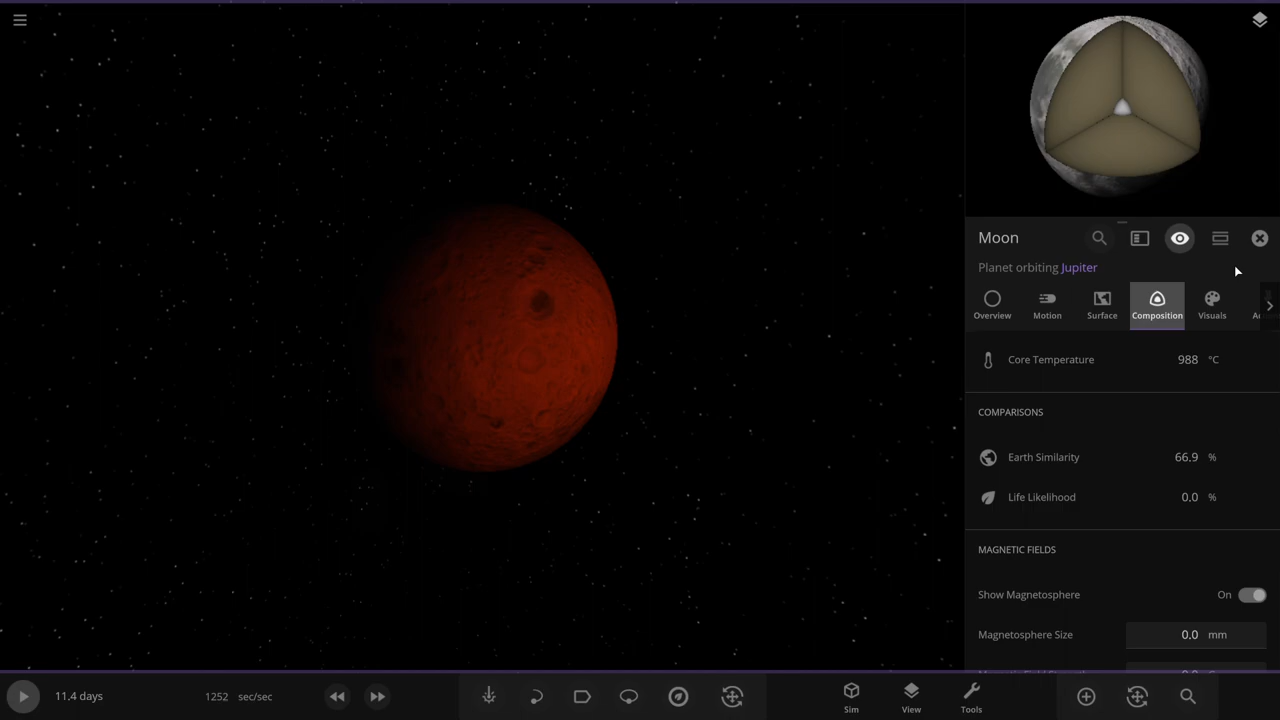 Moon
Planet orbiting Jupiter
Overview Motion Surface Composition Visuals
Core Temperature 988 °C
COMPARISONS
Earth Similarity 66.9 %
Life Likelihood 0.0 %
MAGNETIC FIELDS
Show Magnetosphere On
Magnetosphere Size 0.0 mm
11.4 days 1252 sec/sec Sim View Tools